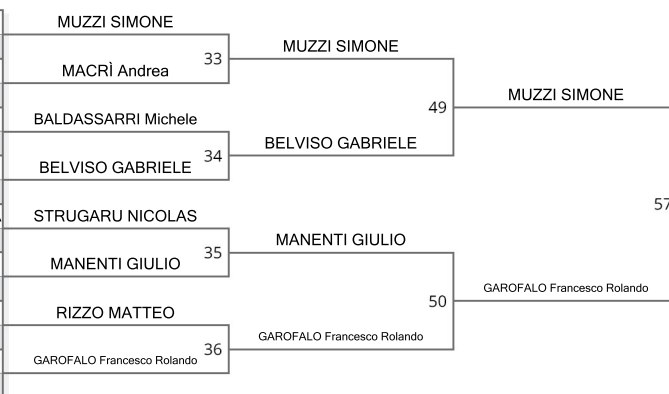 MUZZI SIMONE
33
MACRÌ Andrea
MUZZI SIMONE
49
MUZZI SIMONE
BALDASSARRI Michele
34
BELVISO GABRIELE
BELVISO GABRIELE
57
STRUGARU NICOLAS
35
MANENTI GIULIO
MANENTI GIULIO
50
GAROFALO Francesco Rolando
RIZZO MATTEO
36
GAROFALO Francesco Rolando
GAROFALO Francesco Rolando